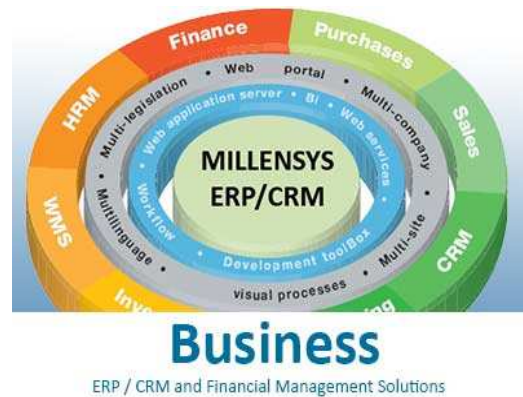 Finance
Purchases
HRM
Sales
WMS
CRM
Web portal
Multi-legislation
Multi-company
Multilanguage
Multi-site
visual processes
Web application server
Bi
Web services
Workflow
Development toolBox
MILLENSYS
ERP/CRM
Business
ERP / CRM and Financial Management Solutions